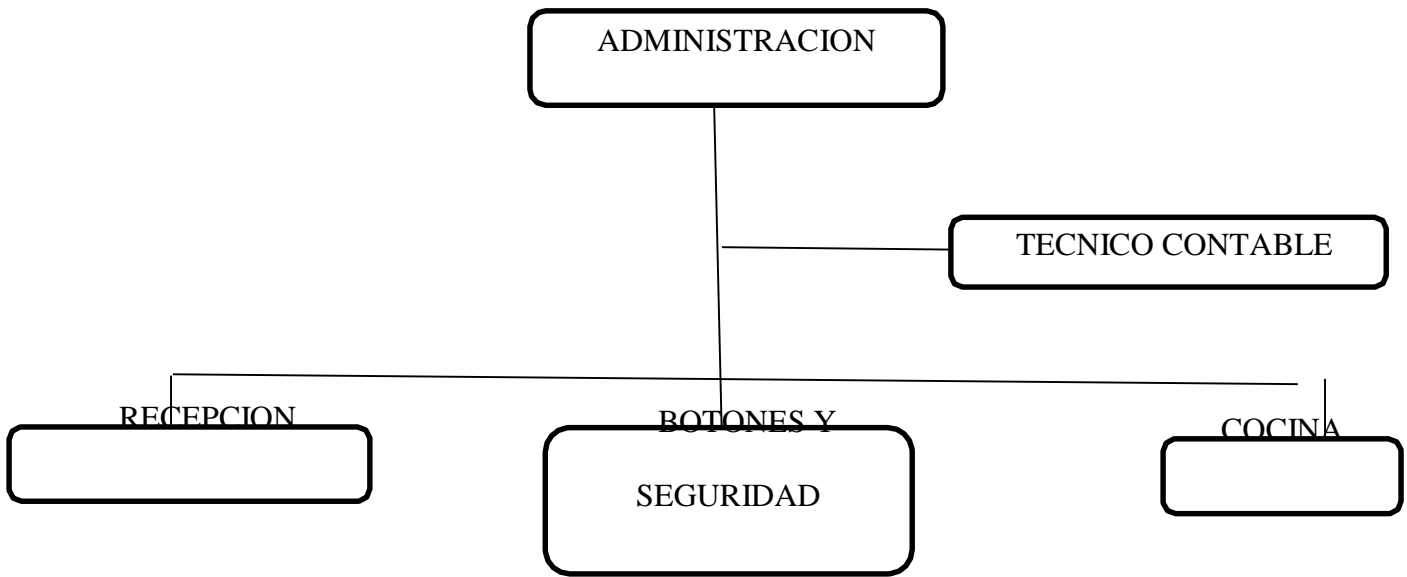 ADMINISTRACION
TECNICO CONTABLE
RECEPCION
BOTONES Y
SEGURIDAD
COCINA